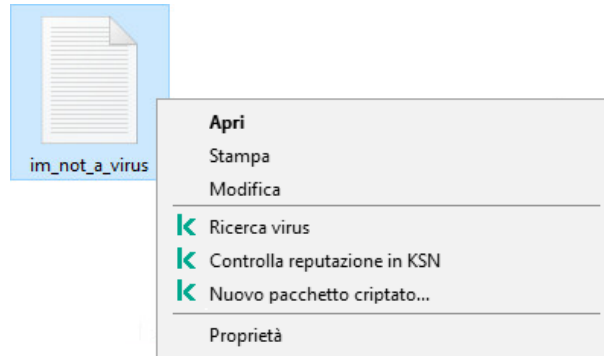 im_not_a_virus
Apri
Stampa
Modifica
Ricerca virus
Controlla reputazione in KSN
Nuovo pacchetto criptato...
Proprietà